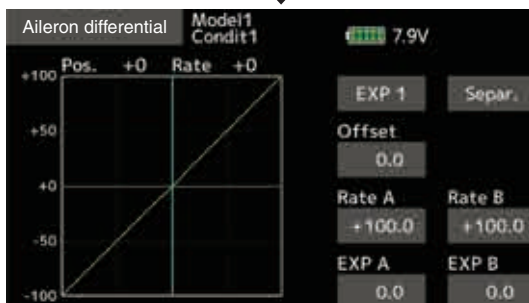 Aileron differential
Model1
Condit1
7.9V
Pos. +0 Rate +0
+100
+50
+0
-50
-100
EXP 1 Separ.
Offset
0.0
Rate A Rate B
+100.0 +100.0
EXP A EXP B
0.0 0.0